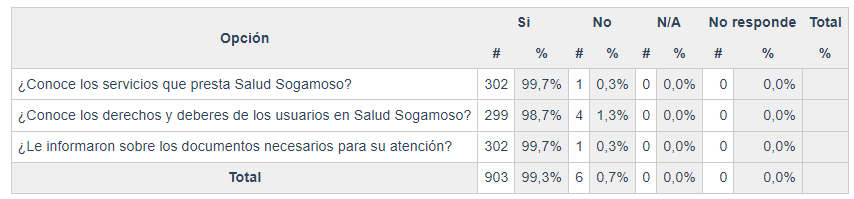 Opción Si No N/A No responde Total
# % # % # % # % %
¿Conoce los servicios que presta Salud Sogamoso? 302 99,7% 1 0,3% 0 0,0% 0 0,0%
¿Conoce los derechos y deberes de los usuarios en Salud Sogamoso? 299 98,7% 4 1,3% 0 0,0% 0 0,0%
¿Le informaron sobre los documentos necesarios para su atención? 302 99,7% 1 0,3% 0 0,0% 0 0,0%
Total 903 99,3% 6 0,7% 0 0,0% 0 0,0%